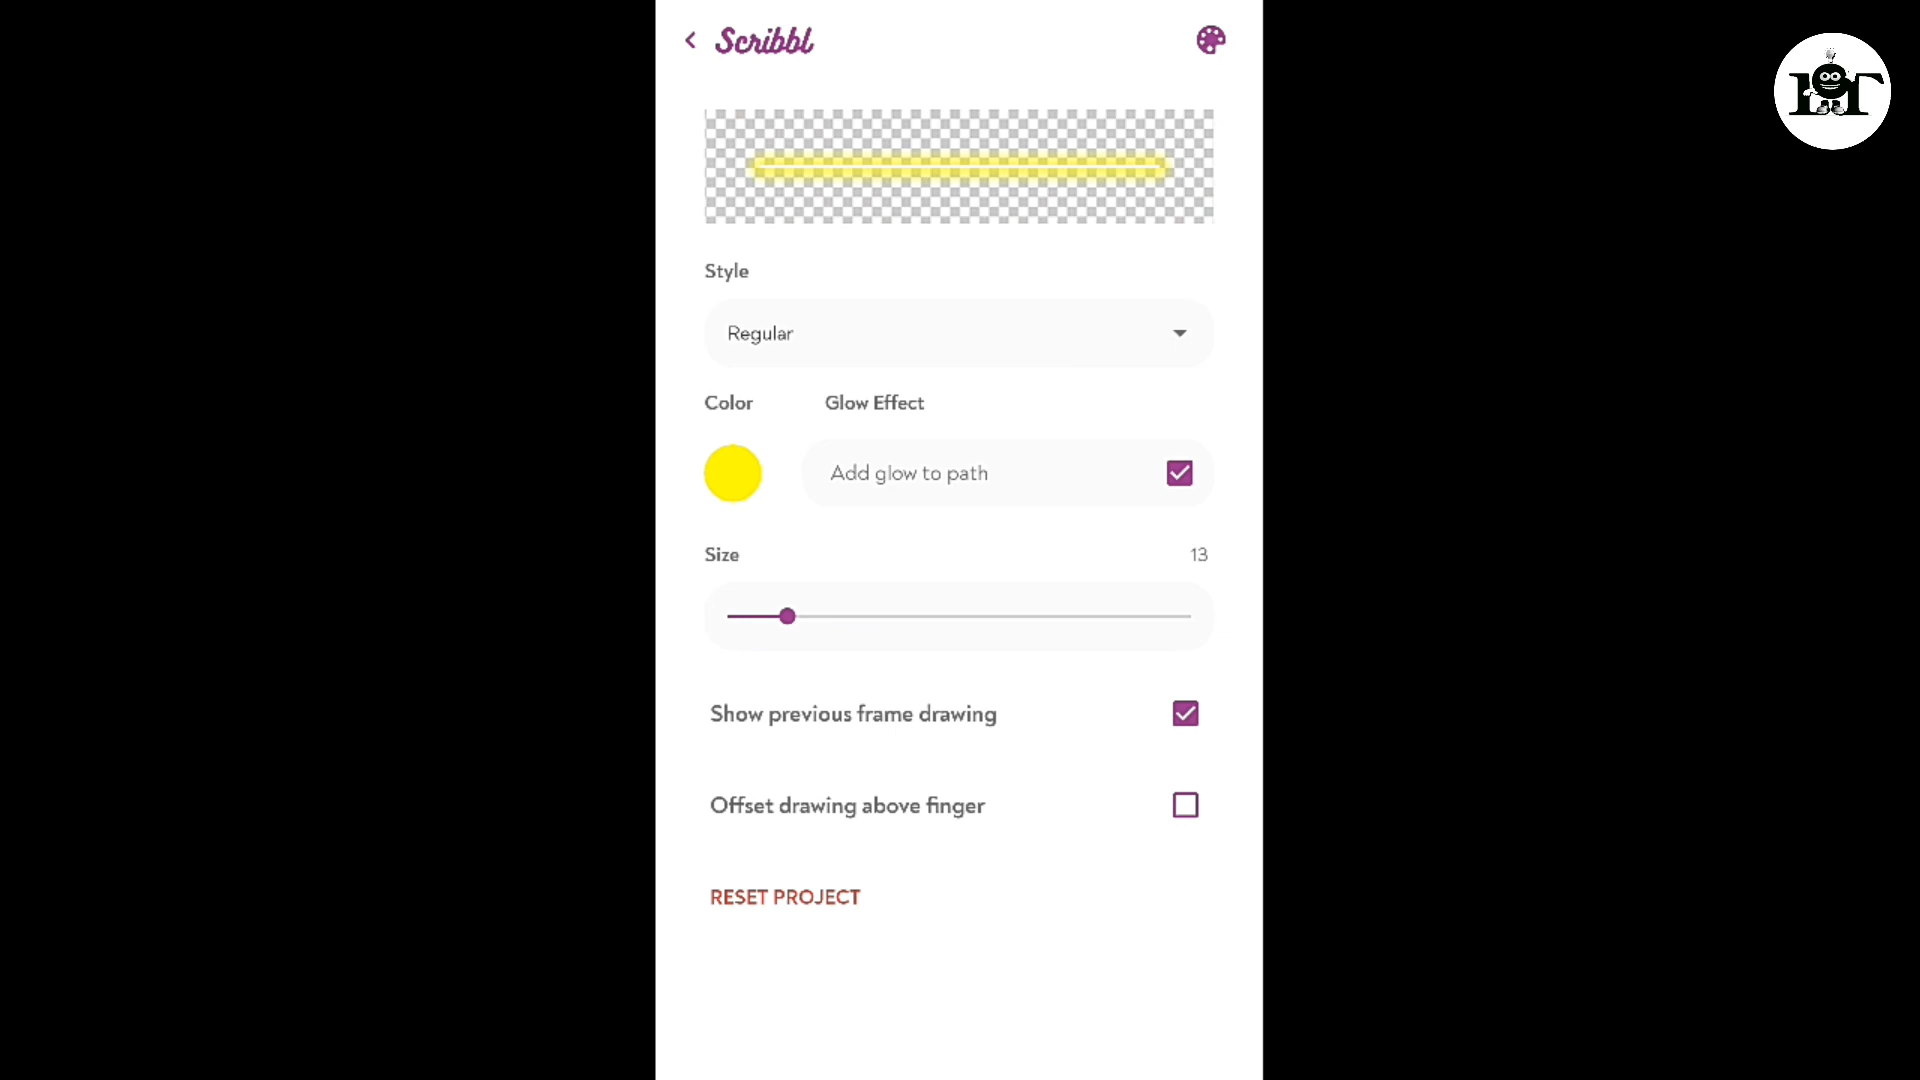 Scribbl
Style
Regular
Color Glow Effect
Add glow to path
Size 13
Show previous frame drawing
Offset drawing above finger
RESET PROJECT